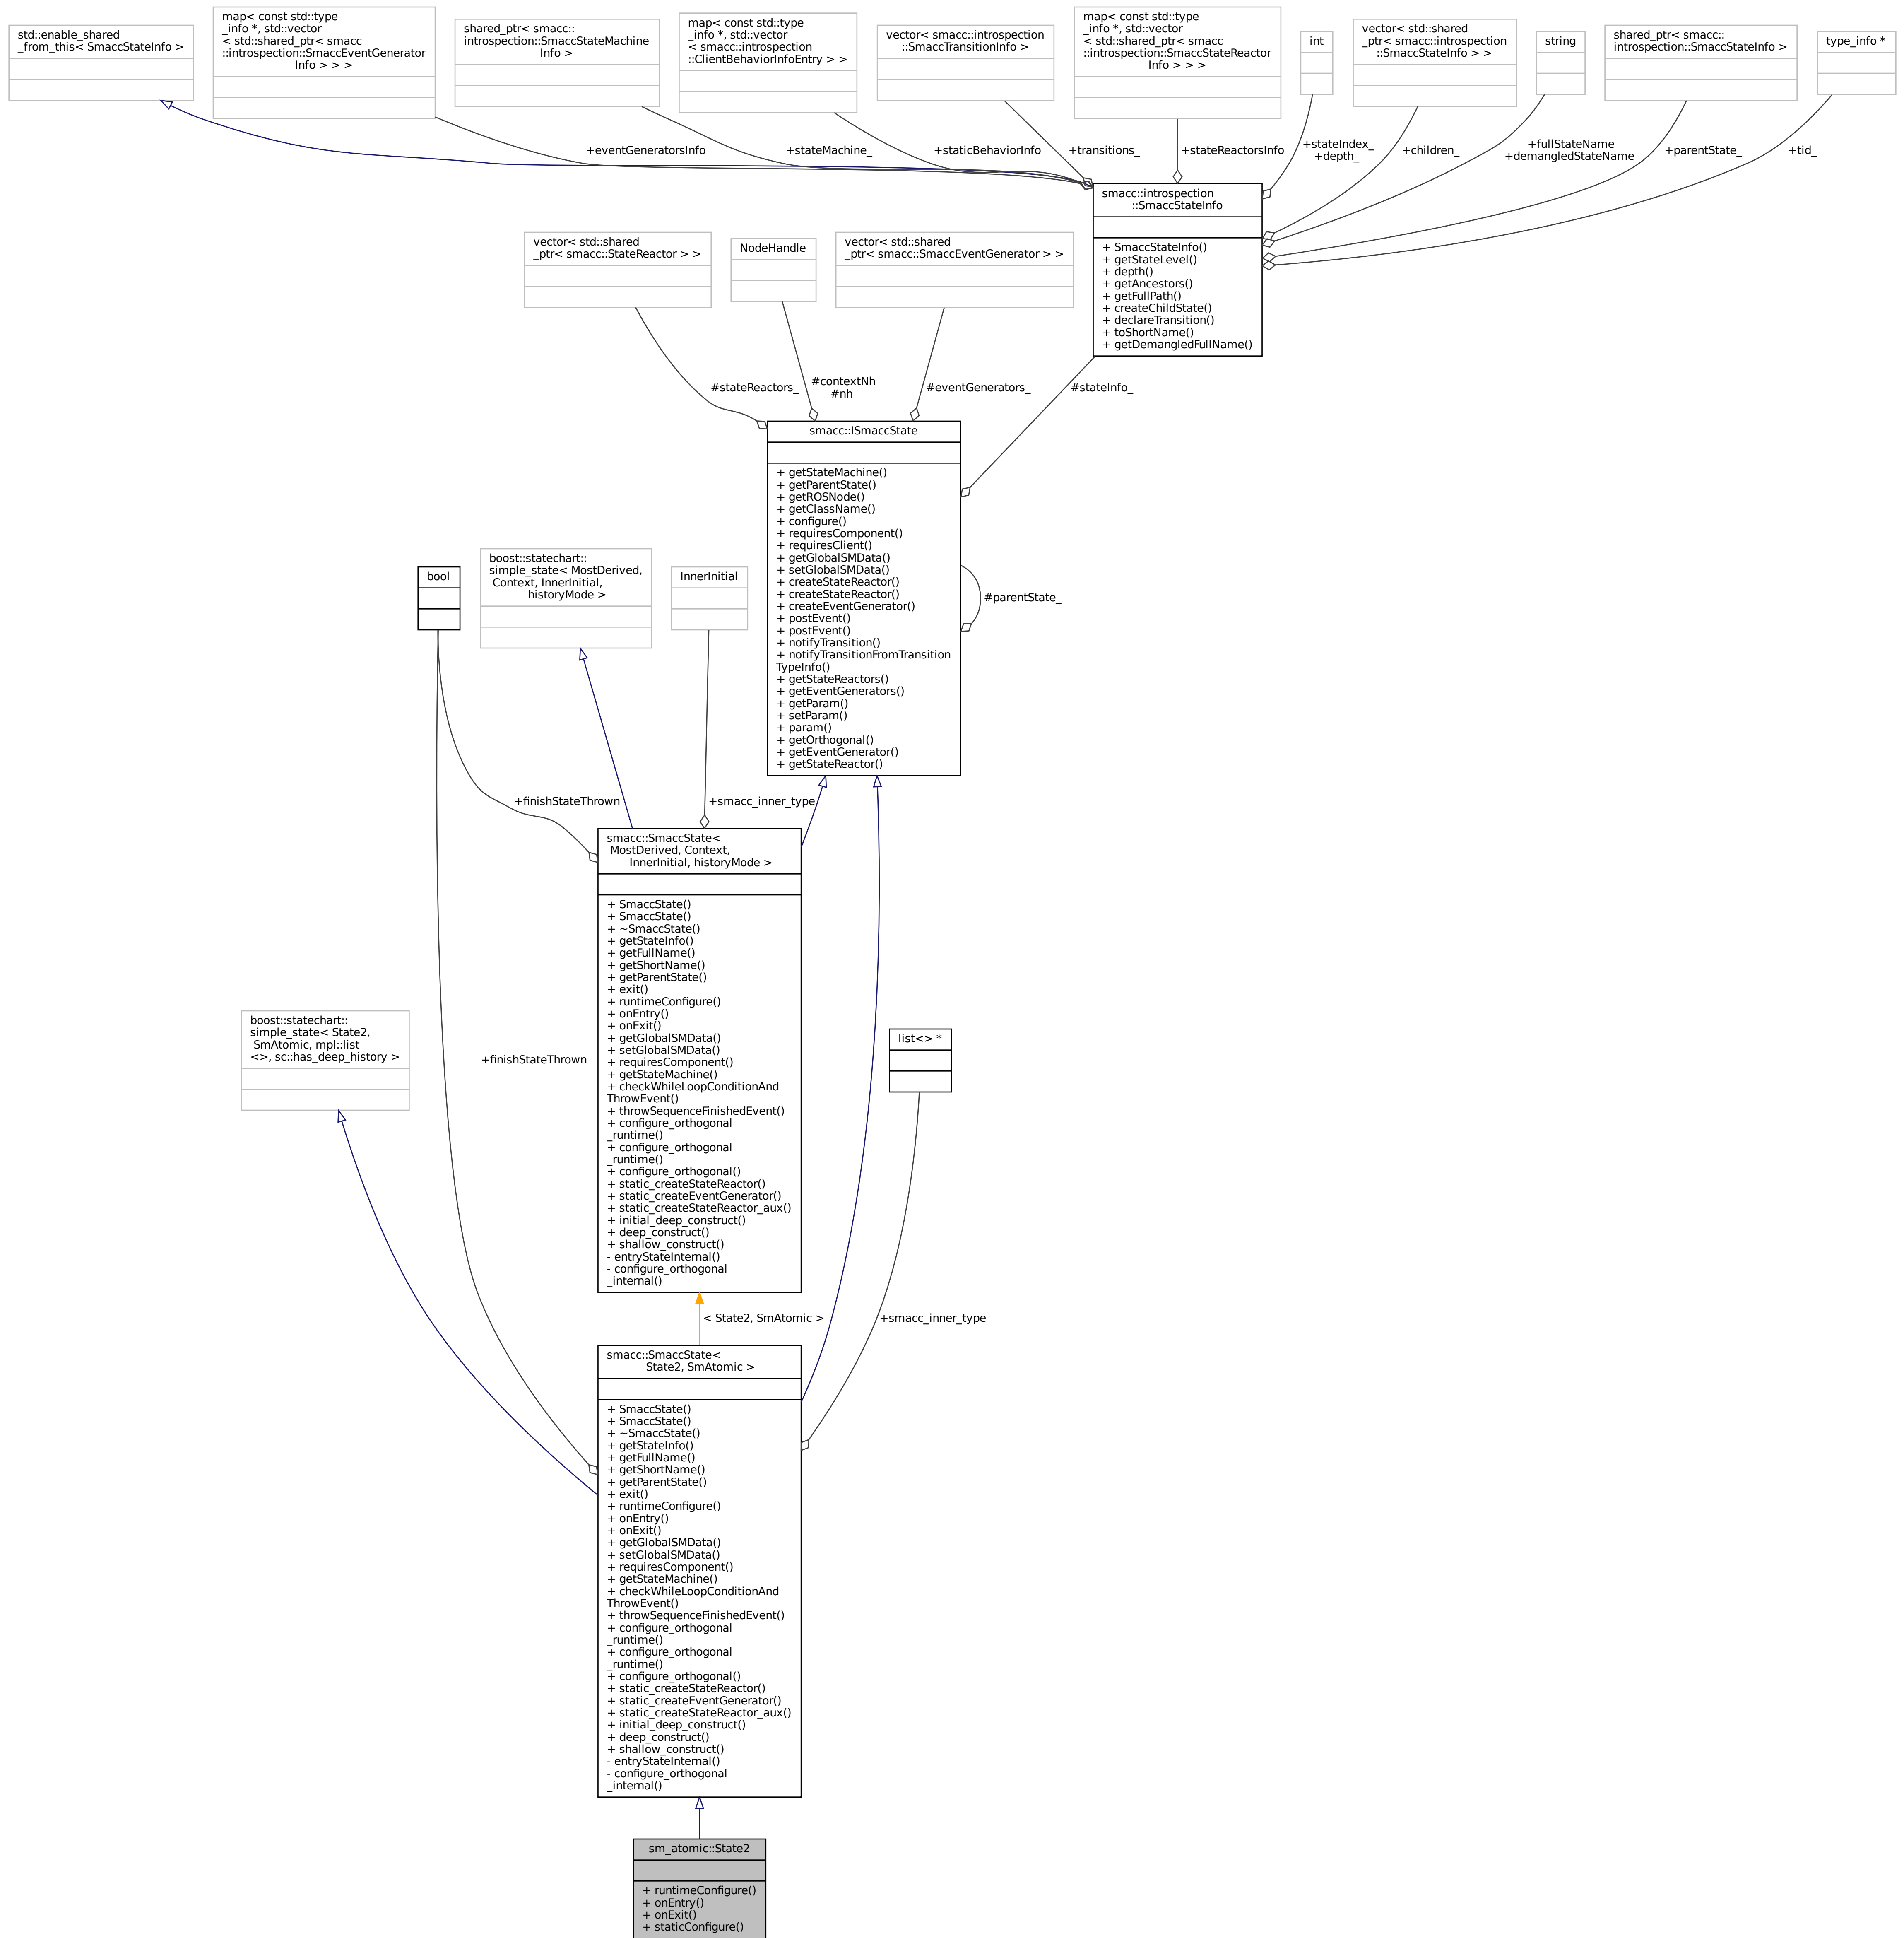 std::enable_shared
_from_this< SmaccStateInfo >
map< const std::type
_info *, std::vector
< std::shared_ptr< smacc
::introspection::SmaccEventGenerator
Info > > >
shared_ptr< smacc::
introspection::SmaccStateMachine
Info >
map< const std::type
_info *, std::vector
< smacc::introspection
::ClientBehaviorInfoEntry > >
vector< smacc::introspection
::SmaccTransitionInfo >
map< const std::type
_info *, std::vector
< std::shared_ptr< smacc
::introspection::SmaccStateReactor
Info > > >
int
vector< std::shared
_ptr< smacc::introspection
::SmaccStateInfo > >
string
shared_ptr< smacc::
introspection::SmaccStateInfo >
type_info *
+eventGeneratorsInfo
+stateMachine_
+staticBehaviorInfo
+transitions_
+stateReactorsInfo
+stateIndex_
+depth_
+children_
+fullStateName
+demangledStateName
+parentState_
+tid_
smacc::introspection
::SmaccStateInfo
+ SmaccStateInfo()
+ getStateLevel()
+ depth()
+ getAncestors()
+ getFullPath()
+ createChildState()
+ declareTransition()
+ toShortName()
+ getDemangledFullName()
vector< std::shared
_ptr< smacc::StateReactor > >
NodeHandle
vector< std::shared
_ptr< smacc::SmaccEventGenerator > >
#stateReactors_
#contextNh
#nh
#eventGenerators_
#stateInfo_
smacc::ISmaccState
+ getStateMachine()
+ getParentState()
+ getROSNode()
+ getClassName()
+ configure()
+ requiresComponent()
+ requiresClient()
+ getGlobalSMData()
+ setGlobalSMData()
+ createStateReactor()
+ createStateReactor()
+ createEventGenerator()
+ postEvent()
+ postEvent()
+ notifyTransition()
+ notifyTransitionFromTransition
TypeInfo()
+ getStateReactors()
+ getEventGenerators()
+ getParam()
+ setParam()
+ param()
+ getOrthogonal()
+ getEventGenerator()
+ getStateReactor()
#parentState_
bool
boost::statechart::
simple_state< MostDerived,
Context, InnerInitial,
historyMode >
InnerInitial
+finishStateThrown
+smacc_inner_type
smacc::SmaccState<
MostDerived, Context,
InnerInitial, historyMode >
+ SmaccState()
+ SmaccState()
+ ~SmaccState()
+ getStateInfo()
+ getFullName()
+ getShortName()
+ getParentState()
+ exit()
+ runtimeConfigure()
+ onEntry()
+ onExit()
+ getGlobalSMData()
+ setGlobalSMData()
+ requiresComponent()
+ getStateMachine()
+ checkWhileLoopConditionAnd
ThrowEvent()
+ throwSequenceFinishedEvent()
+ configure_orthogonal
_runtime()
+ configure_orthogonal
_runtime()
+ configure_orthogonal()
+ static_createStateReactor()
+ static_createEventGenerator()
+ static_createStateReactor_aux()
+ initial_deep_construct()
+ deep_construct()
+ shallow_construct()
- entryStateInternal()
- configure_orthogonal
_internal()
boost::statechart::
simple_state< State2,
SmAtomic, mpl::list
<>, sc::has_deep_history >
+finishStateThrown
list<> *
< State2, SmAtomic >
+smacc_inner_type
smacc::SmaccState<
State2, SmAtomic >
+ SmaccState()
+ SmaccState()
+ ~SmaccState()
+ getStateInfo()
+ getFullName()
+ getShortName()
+ getParentState()
+ exit()
+ runtimeConfigure()
+ onEntry()
+ onExit()
+ getGlobalSMData()
+ setGlobalSMData()
+ requiresComponent()
+ getStateMachine()
+ checkWhileLoopConditionAnd
ThrowEvent()
+ throwSequenceFinishedEvent()
+ configure_orthogonal
_runtime()
+ configure_orthogonal
_runtime()
+ configure_orthogonal()
+ static_createStateReactor()
+ static_createEventGenerator()
+ static_createStateReactor_aux()
+ initial_deep_construct()
+ deep_construct()
+ shallow_construct()
- entryStateInternal()
- configure_orthogonal
_internal()
sm_atomic::State2
+ runtimeConfigure()
+ onEntry()
+ onExit()
+ staticConfigure()